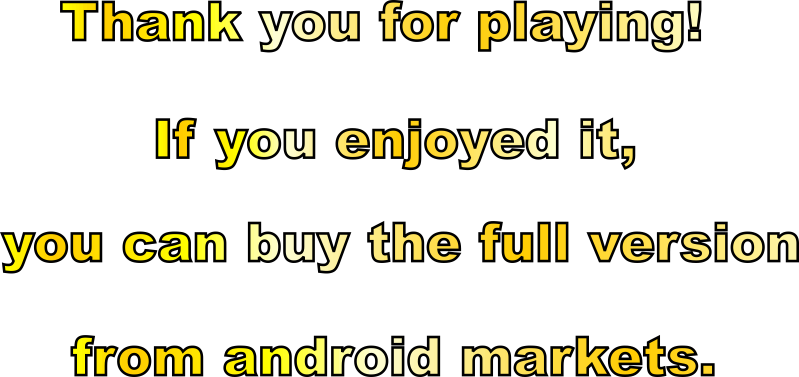 Thank you for playing!
If you enjoyed it,
you can buy the full version
from android markets.